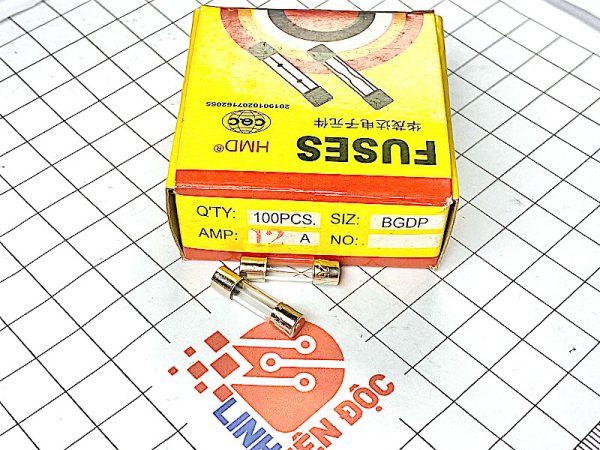 FUSES
HMD®
华茂达电子元件
CQC
2019010207162055
Q'TY: 100PCS. SIZ: BGDP
AMP: 12 A NO:
LINH
ỆN ĐỘC